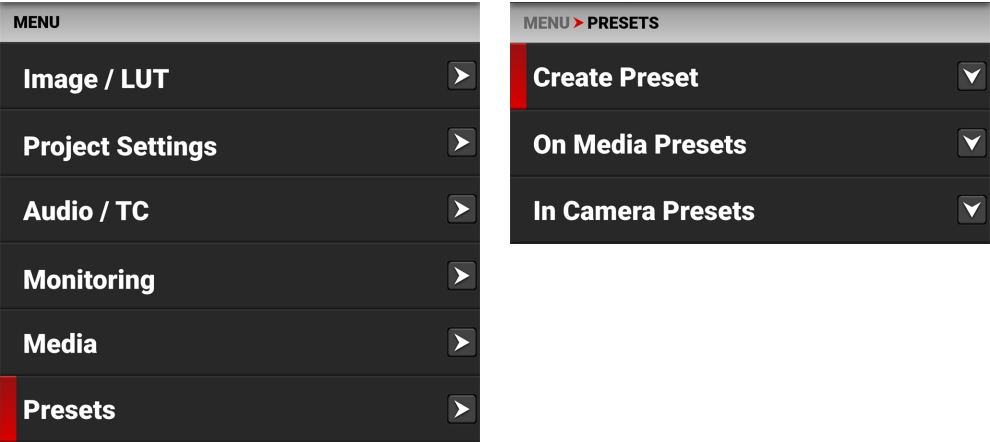 MENU
Image / LUT
Project Settings
Audio / TC
Monitoring
Media
Presets
MENU PRESETS
Create Preset
On Media Presets
In Camera Presets